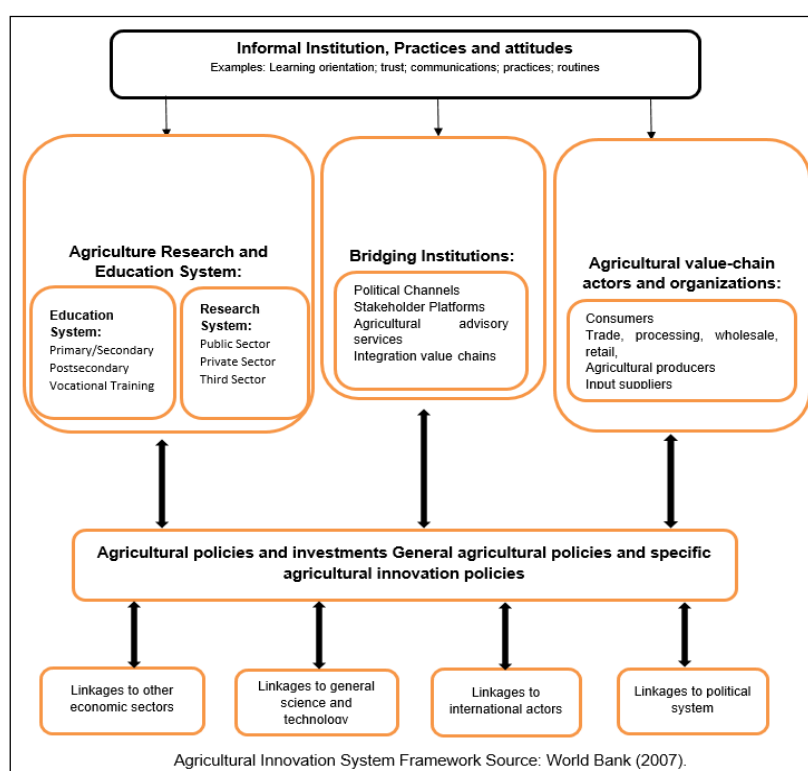 Informal Institution, Practices and attitudes
Examples: Learning orientation; trust; communications; practices; routines
Agriculture Research and
Education System:
Education
System:
Primary/Secondary
Postsecondary
Vocational Training
Research
System:
Public Sector
Private Sector
Third Sector
Bridging Institutions:
Political Channels
Stakeholder Platforms
Agricultural advisory
services
Integration value chains
Agricultural value-chain
actors and organizations:
Consumers
Trade, processing, wholesale,
retail,
Agricultural producers
Input suppliers
Agricultural policies and investments General agricultural policies and specific
agricultural innovation policies
Linkages to other
economic sectors
Linkages to general
science and
technology
Linkages to
international actors
Linkages to political
system
Agricultural Innovation System Framework Source: World Bank (2007).